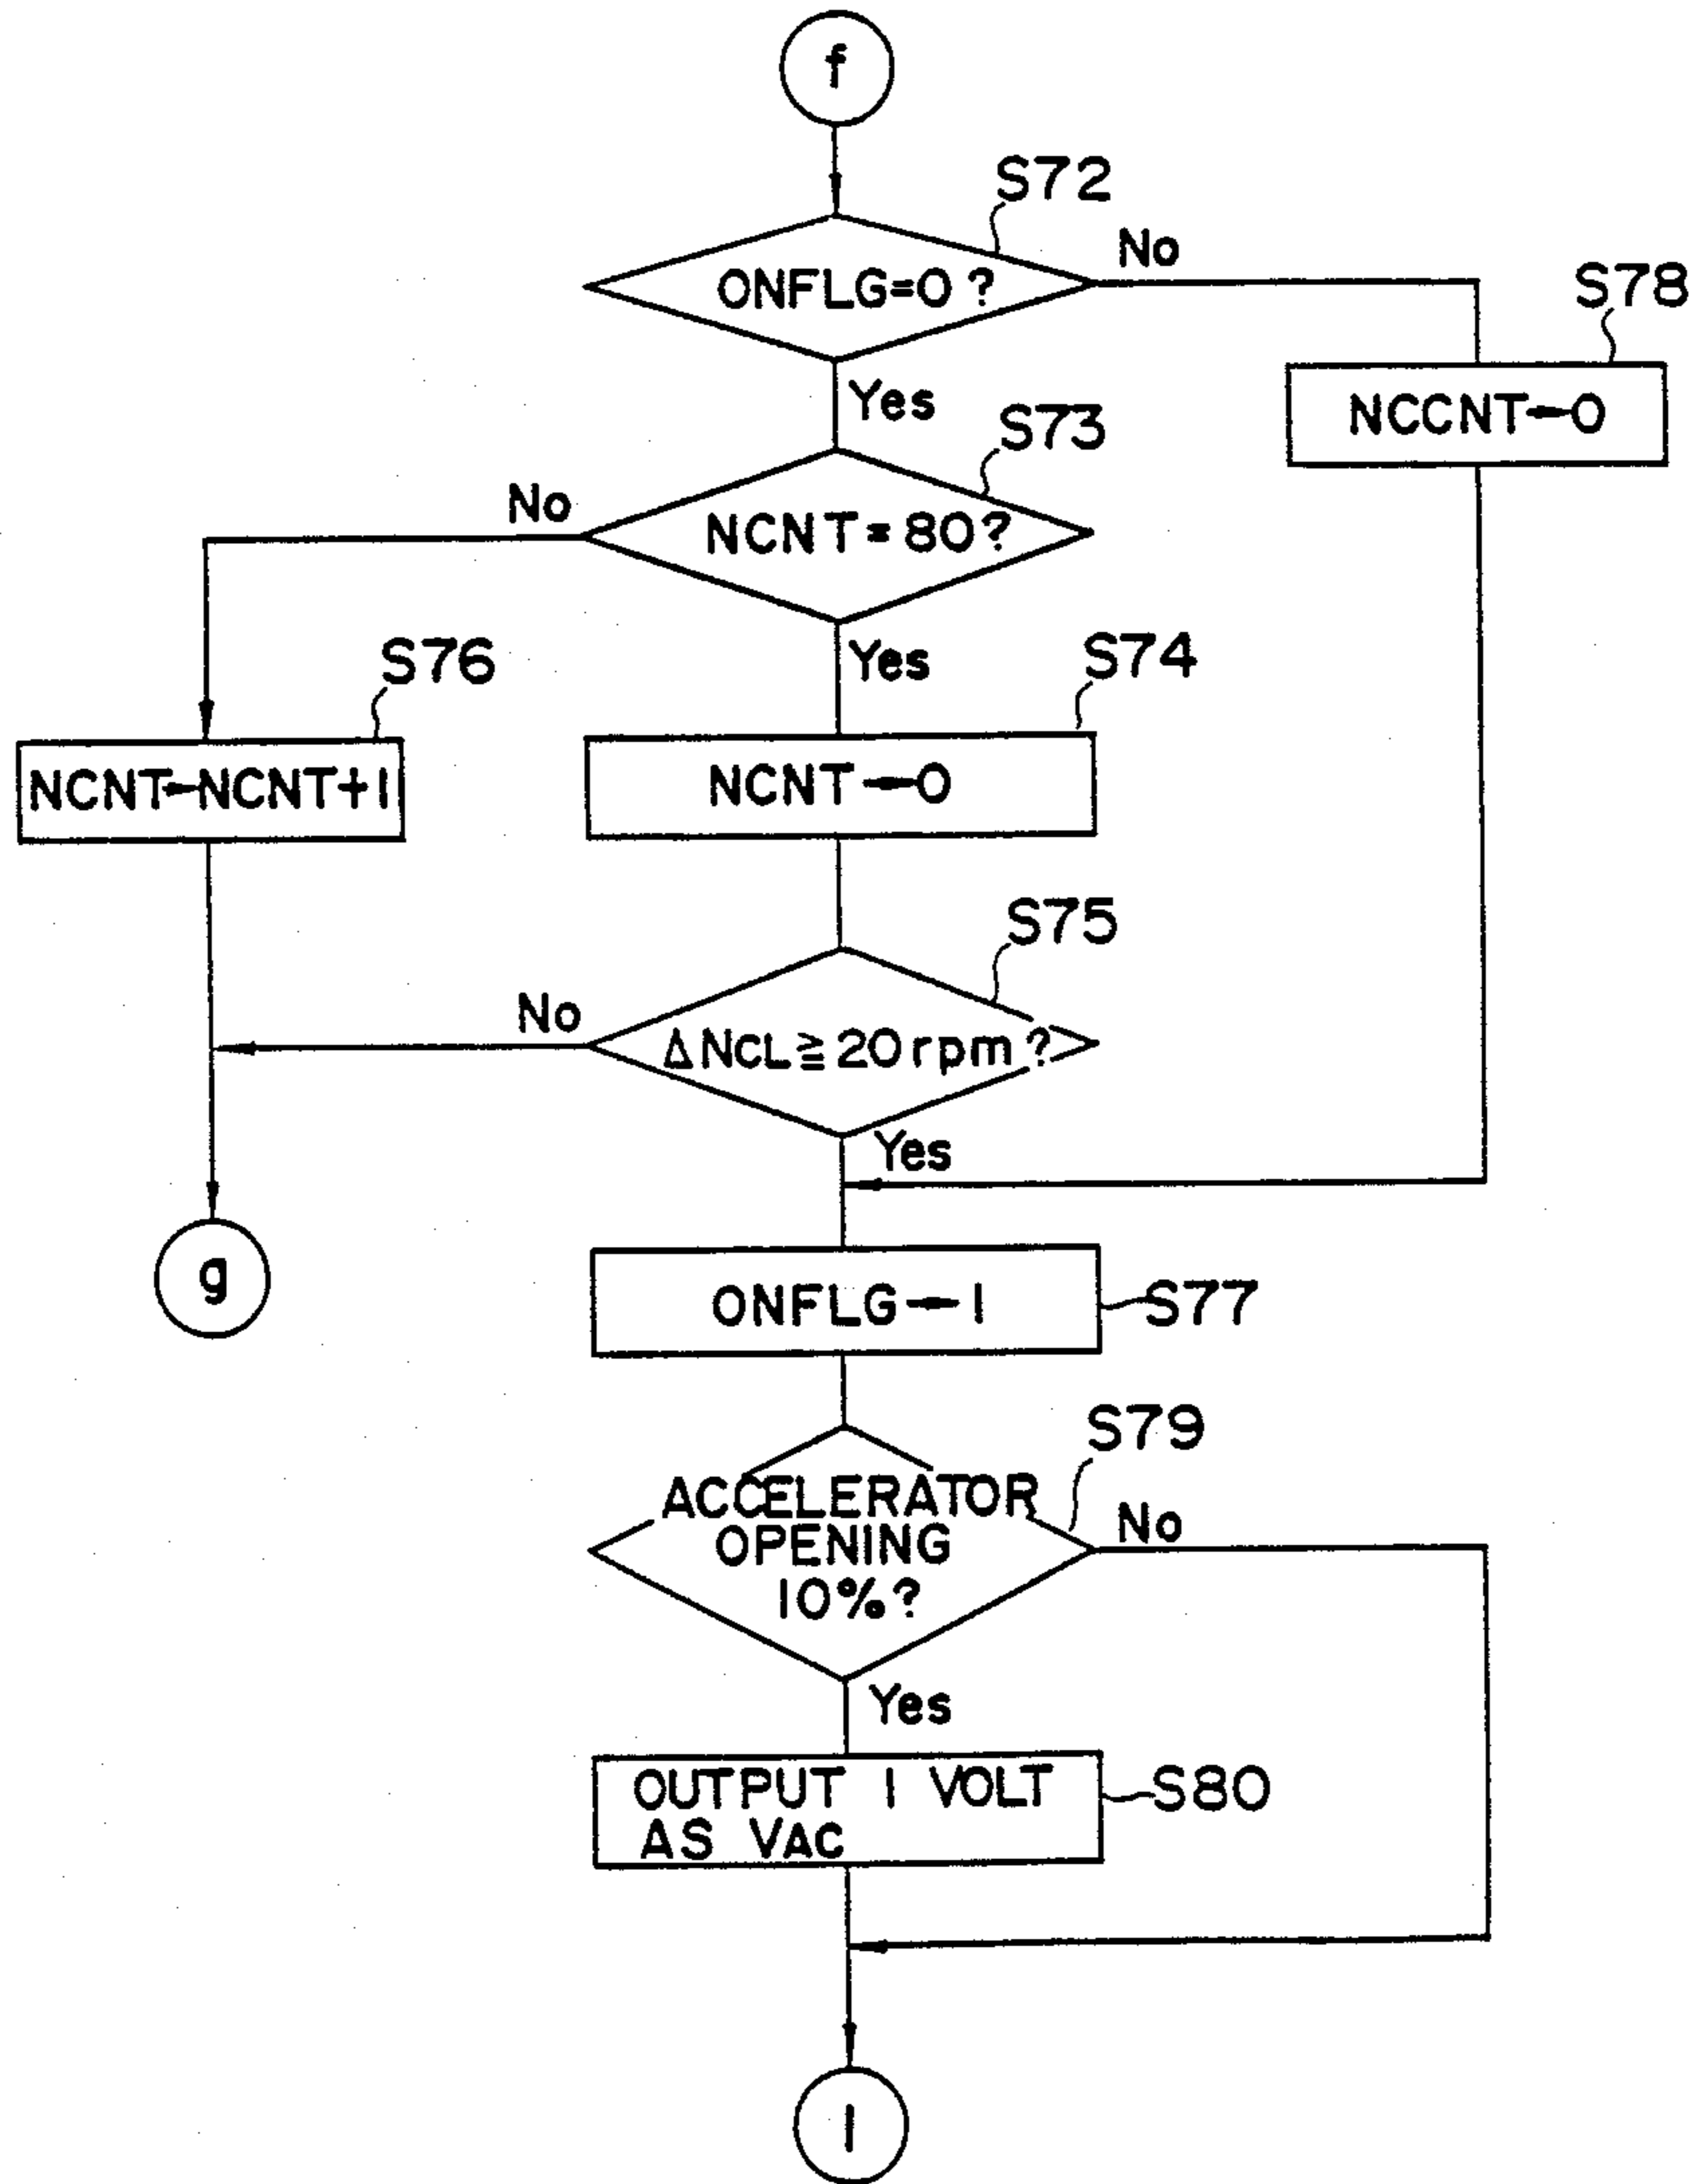 f
S72
ONFLG=0?
No
S78
NCCNT←0
Yes
S73
NCNT=80?
No
S76
NCNT←NCNT+1
Yes
S74
NCNT←0
S75
ΔNCL≧20rpm?
No
Yes
g
ONFLG←1
S77
S79
ACCELERATOR
OPENING
10%?
No
Yes
OUTPUT 1 VOLT
AS VAC
S80
l